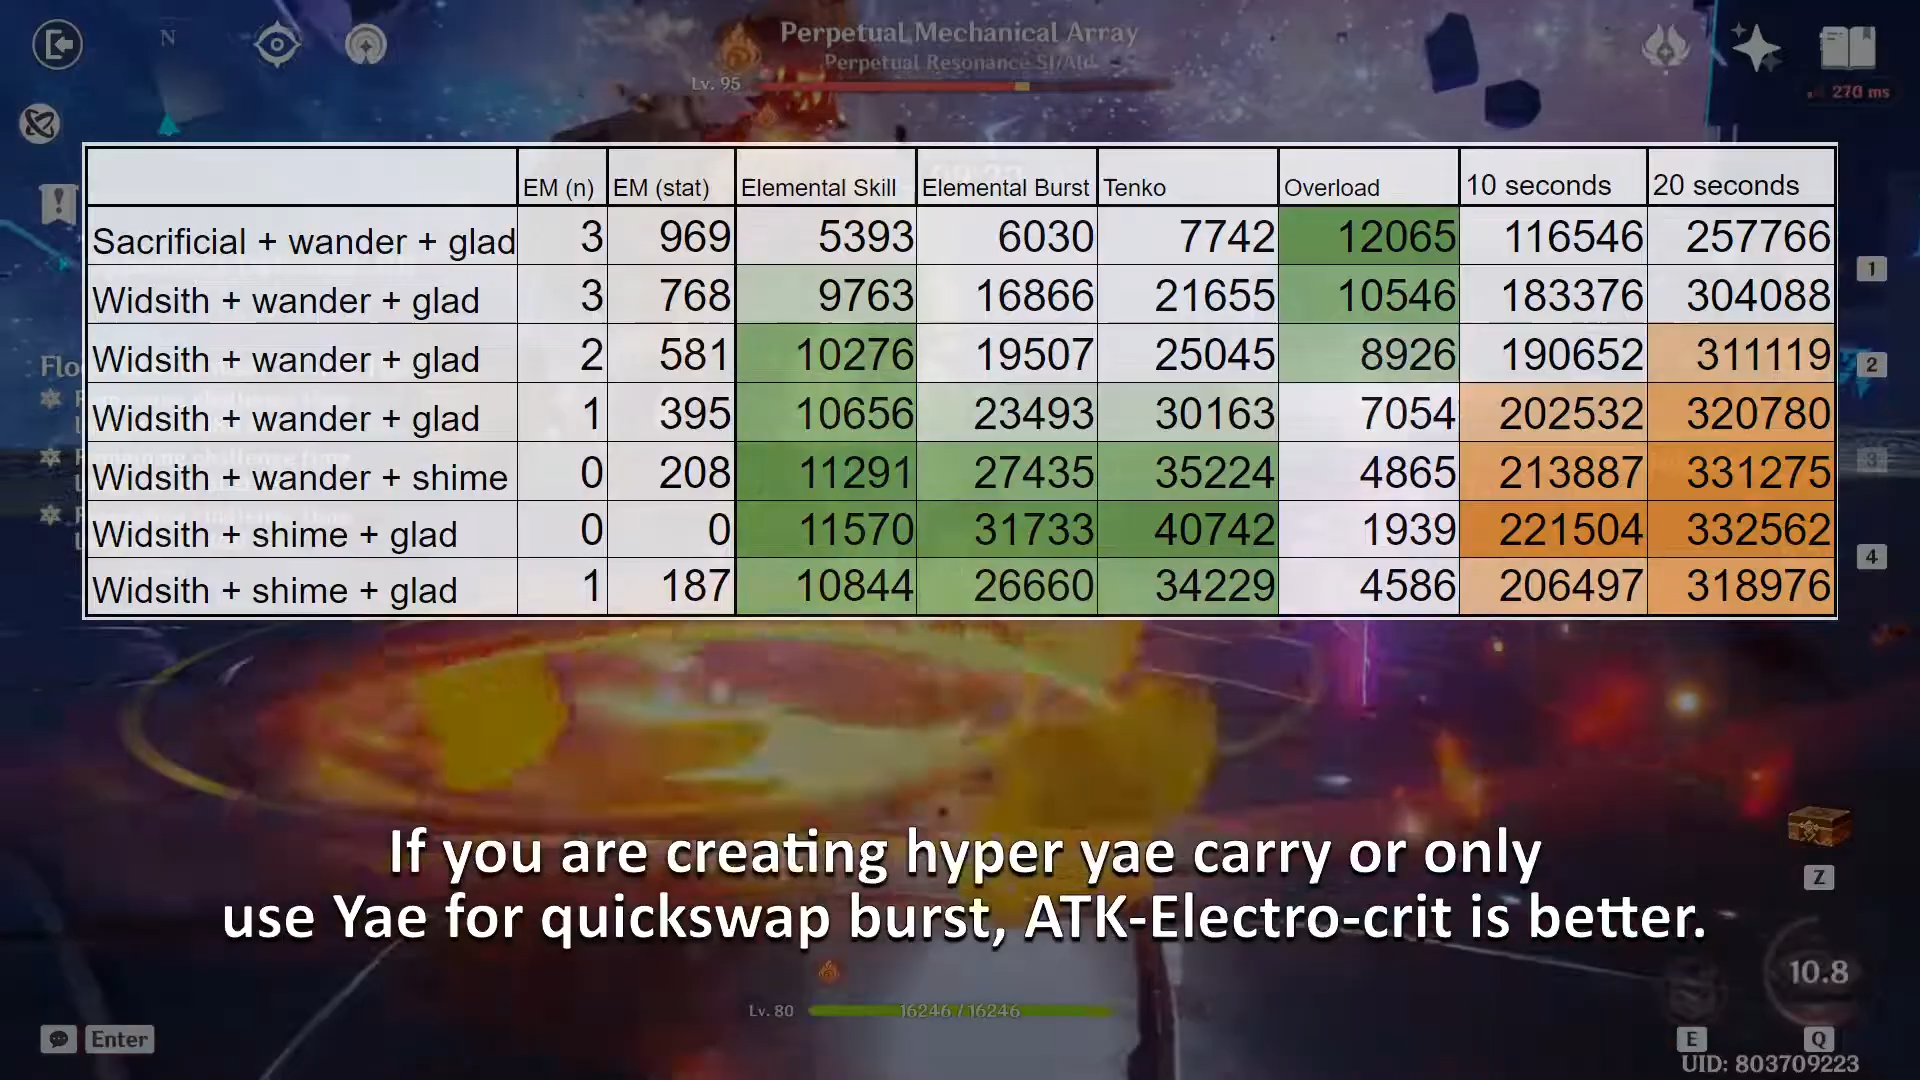 N
Perpetual Mechanical Array
Lv. 95
270 ms
EM (n) EM (stat) Elemental Skill Elemental Burst Tenko Overload 10 seconds 20 seconds
Sacrificial + wander + glad 3 969 5393 6030 7742 12065 116546 257766
Widsith + wander + glad 3 768 9763 16866 21655 10546 183376 304088
Widsith + wander + glad 2 581 10276 19507 25045 8926 190652 311119
Widsith + wander + glad 1 395 10656 23493 30163 7054 202532 320780
Widsith + wander + shime 0 208 11291 27435 35224 4865 213887 331275
Widsith + shime + glad 0 0 11570 31733 40742 1939 221504 332562
Widsith + shime + glad 1 187 10844 26660 34229 4586 206497 318976
1
2
3
4
If you are creating hyper yae carry or only
use Yae for quickswap burst, ATK-Electro-crit is better.
Z
10.8
Lv. 80 16246 / 16246
Enter
E Q
UID: 803709223